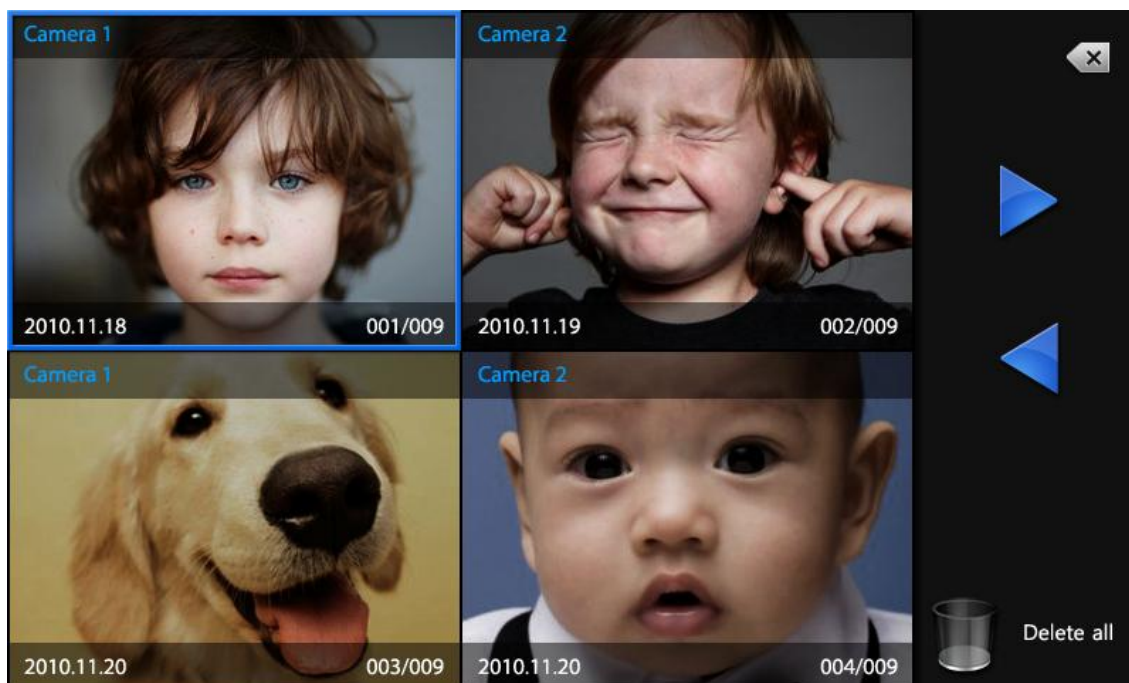 Camera 1
Camera 2
2010.11.18 001/009
2010.11.19 002/009
Camera 1
Camera 2
2010.11.20 003/009
2010.11.20 004/009
Delete all